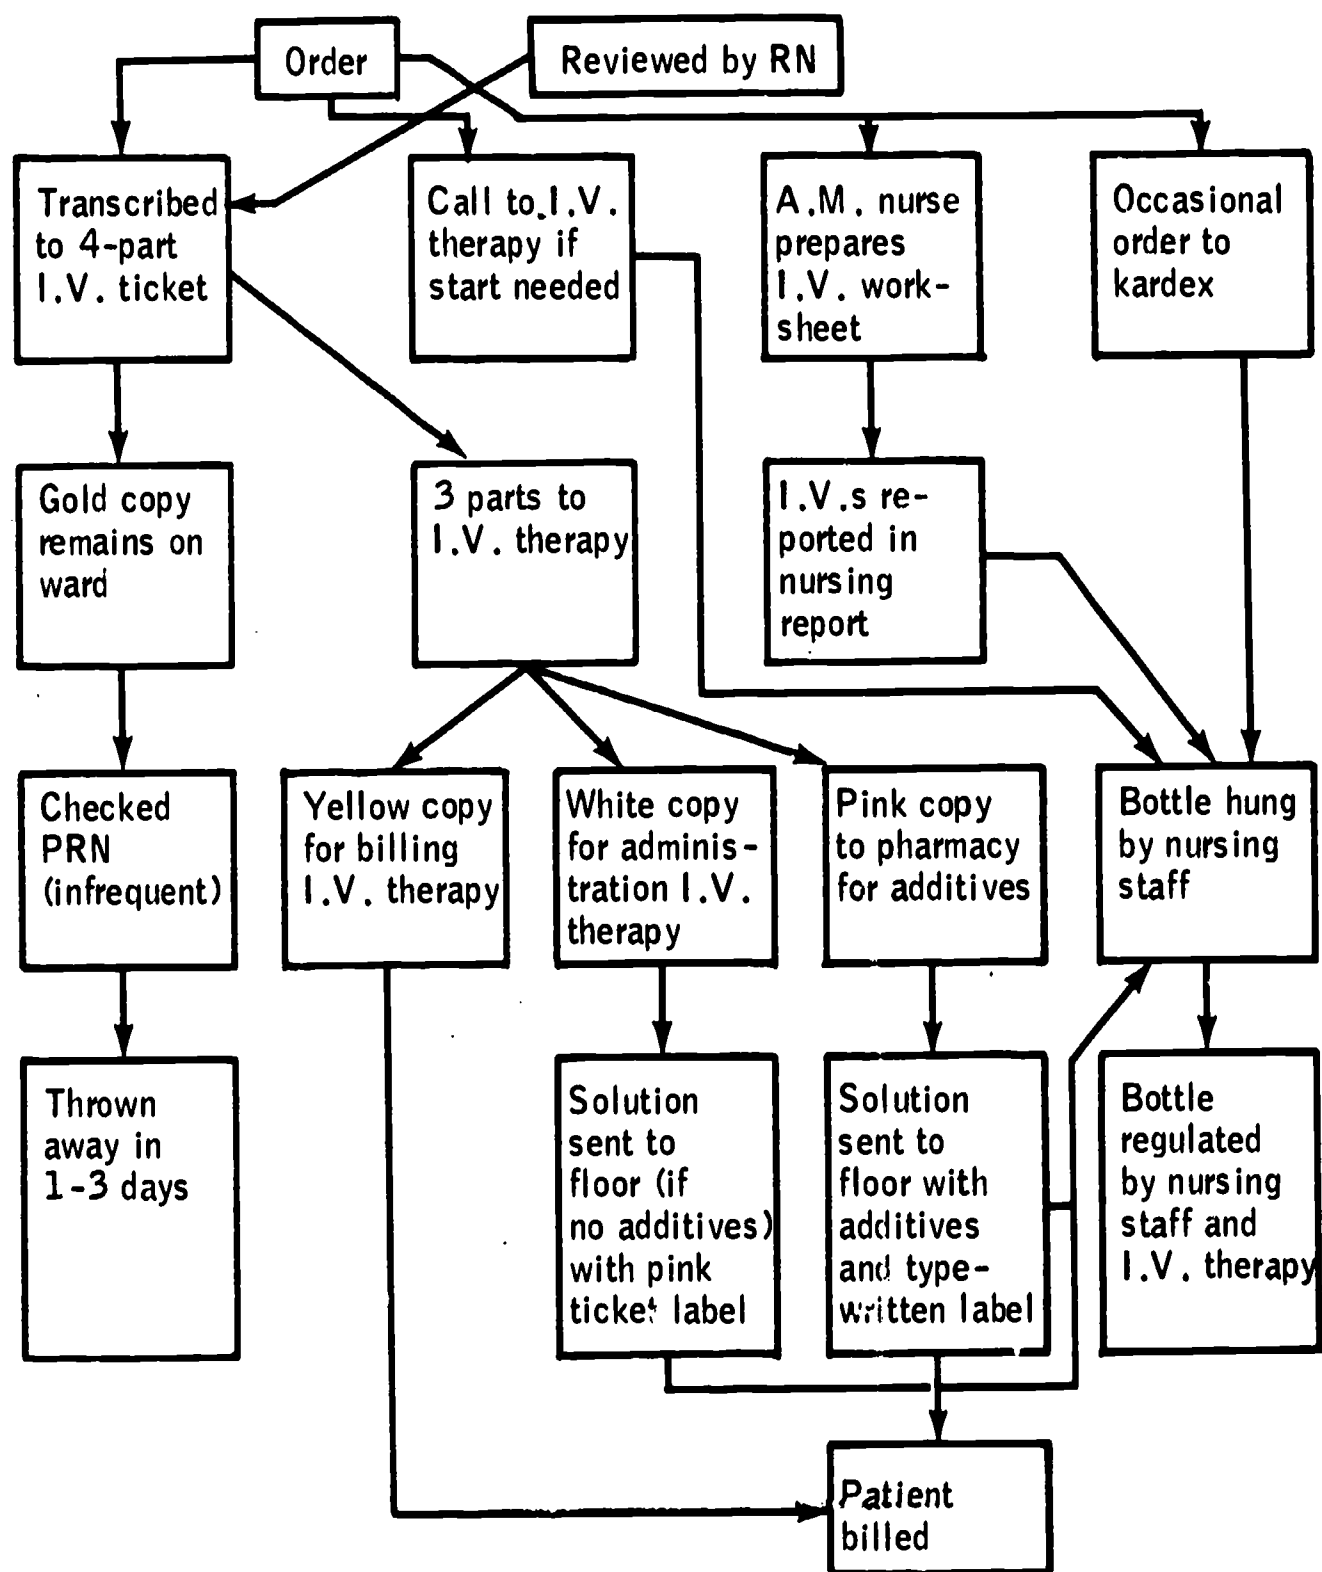 Order
Reviewed by RN
Transcribed
to 4-part
I.V. ticket
Call to I.V.
therapy if
start needed
A.M. nurse
prepares
I.V. work-
sheet
Occasional
order to
kardex
Gold copy
remains on
ward
3 parts to
I.V. therapy
I.V.s re-
ported in
nursing
report
Checked
PRN
(infrequent)
Yellow copy
for billing
I.V. therapy
White copy
for adminis-
tration I.V.
therapy
Pink copy
to pharmacy
for additives
Bottle hung
by nursing
staff
Thrown
away in
1-3 days
Solution
sent to
floor (if
no additives)
with pink
ticket label
Solution
sent to
floor with
additives
and type-
written label
Bottle
regulated
by nursing
staff and
I.V. therapy
Patient
billed